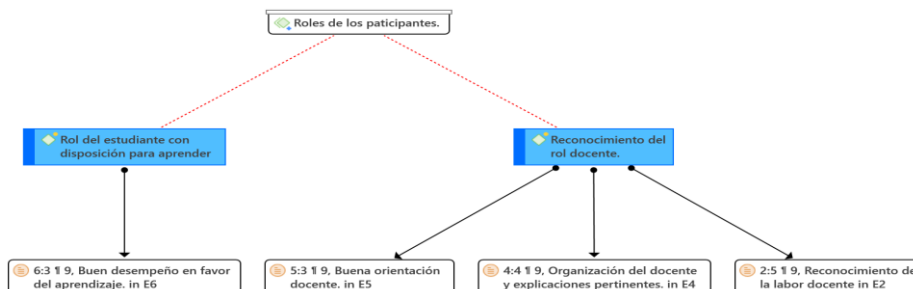 Roles de los paticipantes.
Rol del estudiante con
disposición para aprender
Reconocimiento del
rol docente.
6:3 ¶ 9, Buen desempeño en favor
del aprendizaje. in E6
5:3 ¶ 9, Buena orientación
docente. in E5
4:4 ¶ 9, Organización del docente
y explicaciones pertinentes. in E4
2:5 ¶ 9, Reconocimiento de
la labor docente in E2